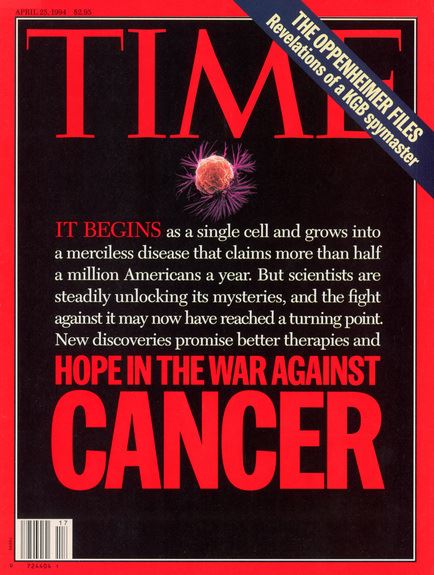 APRIL 25, 1994 $2.95
THE OPPENHEIMER FILES
Revelations of a KGB spymaster
TIME
IT BEGINS as a single cell and grows into
a merciless disease that claims more than half
a million Americans a year. But scientists are
steadily unlocking its mysteries, and the fight
against it may now have reached a turning point.
New discoveries promise better therapies and
HOPE IN THE WAR AGAINST
CANCER
17
0 724404 1